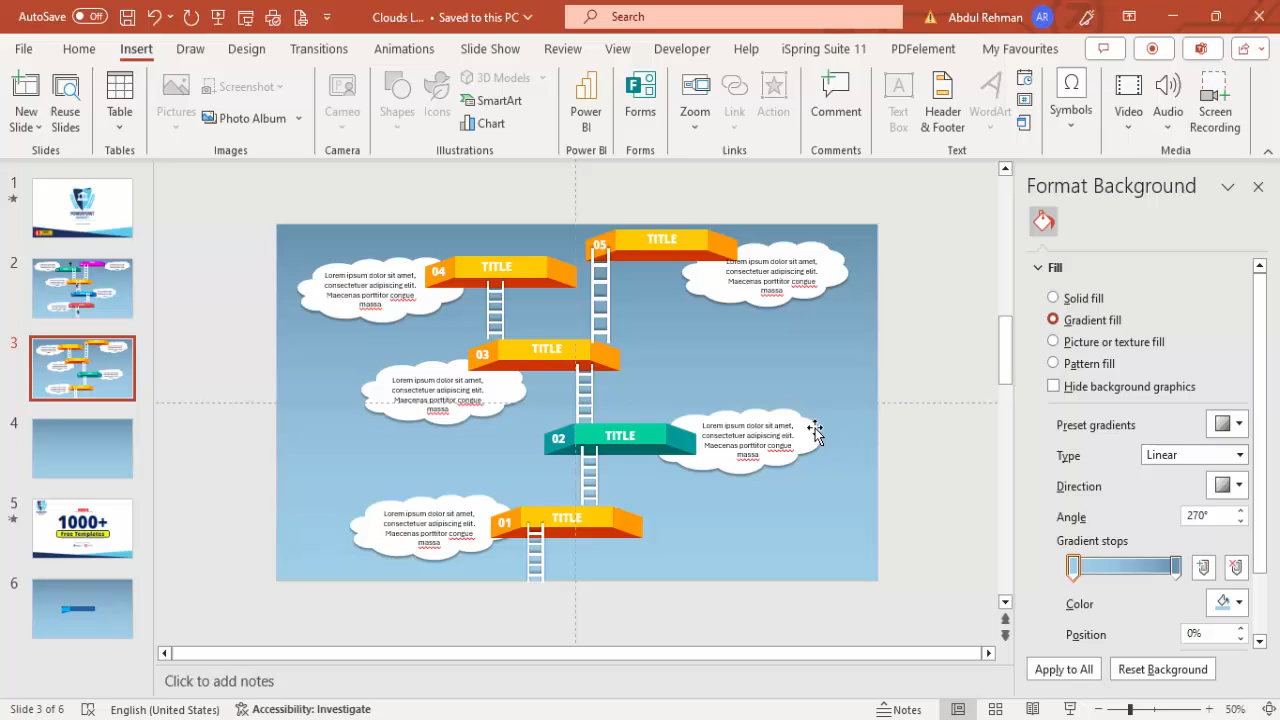 AutoSave Off Clouds L... • Saved to this PC Search Abdul Rehman AR
File Home Insert Draw Design Transitions Animations Slide Show Review View Developer Help iSpring Suite 11 PDFelement My Favourites
New Slide
Reuse Slides
Slides
Table
Tables
Pictures
Screenshot
Photo Album
Images
Cameo
Camera
Shapes
Icons
3D Models
SmartArt
Chart
Illustrations
Power BI
Power BI
Forms
Forms
Zoom
Link
Action
Links
Comment
Comments
Text Box
Header & Footer
WordArt
Text
Symbols
Video
Audio
Screen Recording
Media
1
POWERPOINT
2
3
4
5
1000+
Free Templates
6
05 TITLE
Lorem ipsum dolor sit amet,
consectetuer adipiscing elit.
Maecenas porttitor congue
massa
04 TITLE
Lorem ipsum dolor sit amet,
consectetuer adipiscing elit.
Maecenas porttitor congue
massa
03 TITLE
Lorem ipsum dolor sit amet,
consectetuer adipiscing elit.
Maecenas porttitor congue
massa
02 TITLE
Lorem ipsum dolor sit amet,
consectetuer adipiscing elit.
Maecenas porttitor congue
massa
01 TITLE
Lorem ipsum dolor sit amet,
consectetuer adipiscing elit.
Maecenas porttitor congue
massa
Click to add notes
Format Background
Fill
Solid fill
Gradient fill
Picture or texture fill
Pattern fill
Hide background graphics
Preset gradients
Type Linear
Direction
Angle 270°
Gradient stops
Color
Position 0%
Apply to All Reset Background
Slide 3 of 6 English (United States) Accessibility: Investigate Notes 50%